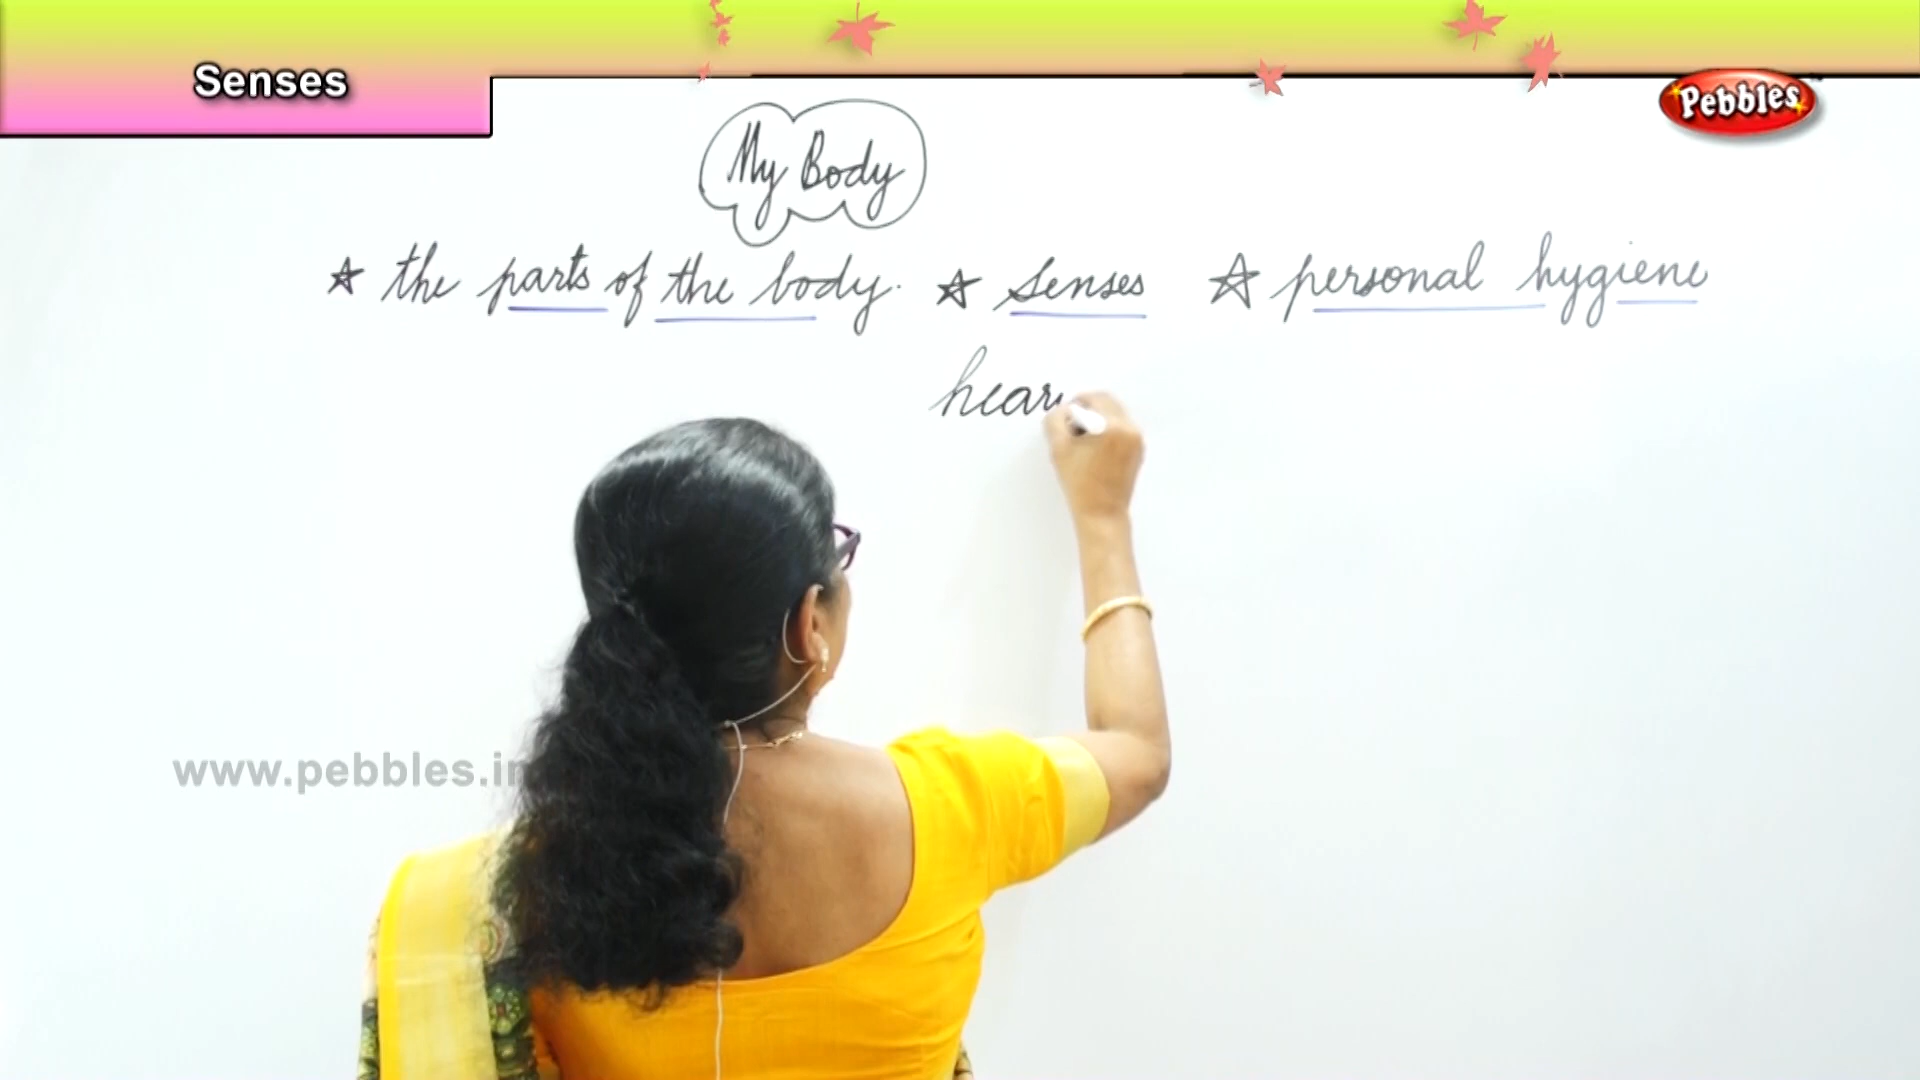 Senses
Pebbles
My Body
☆ the parts of the body. ☆ Senses ☆ personal hygiene
hear
www.pebbles.in